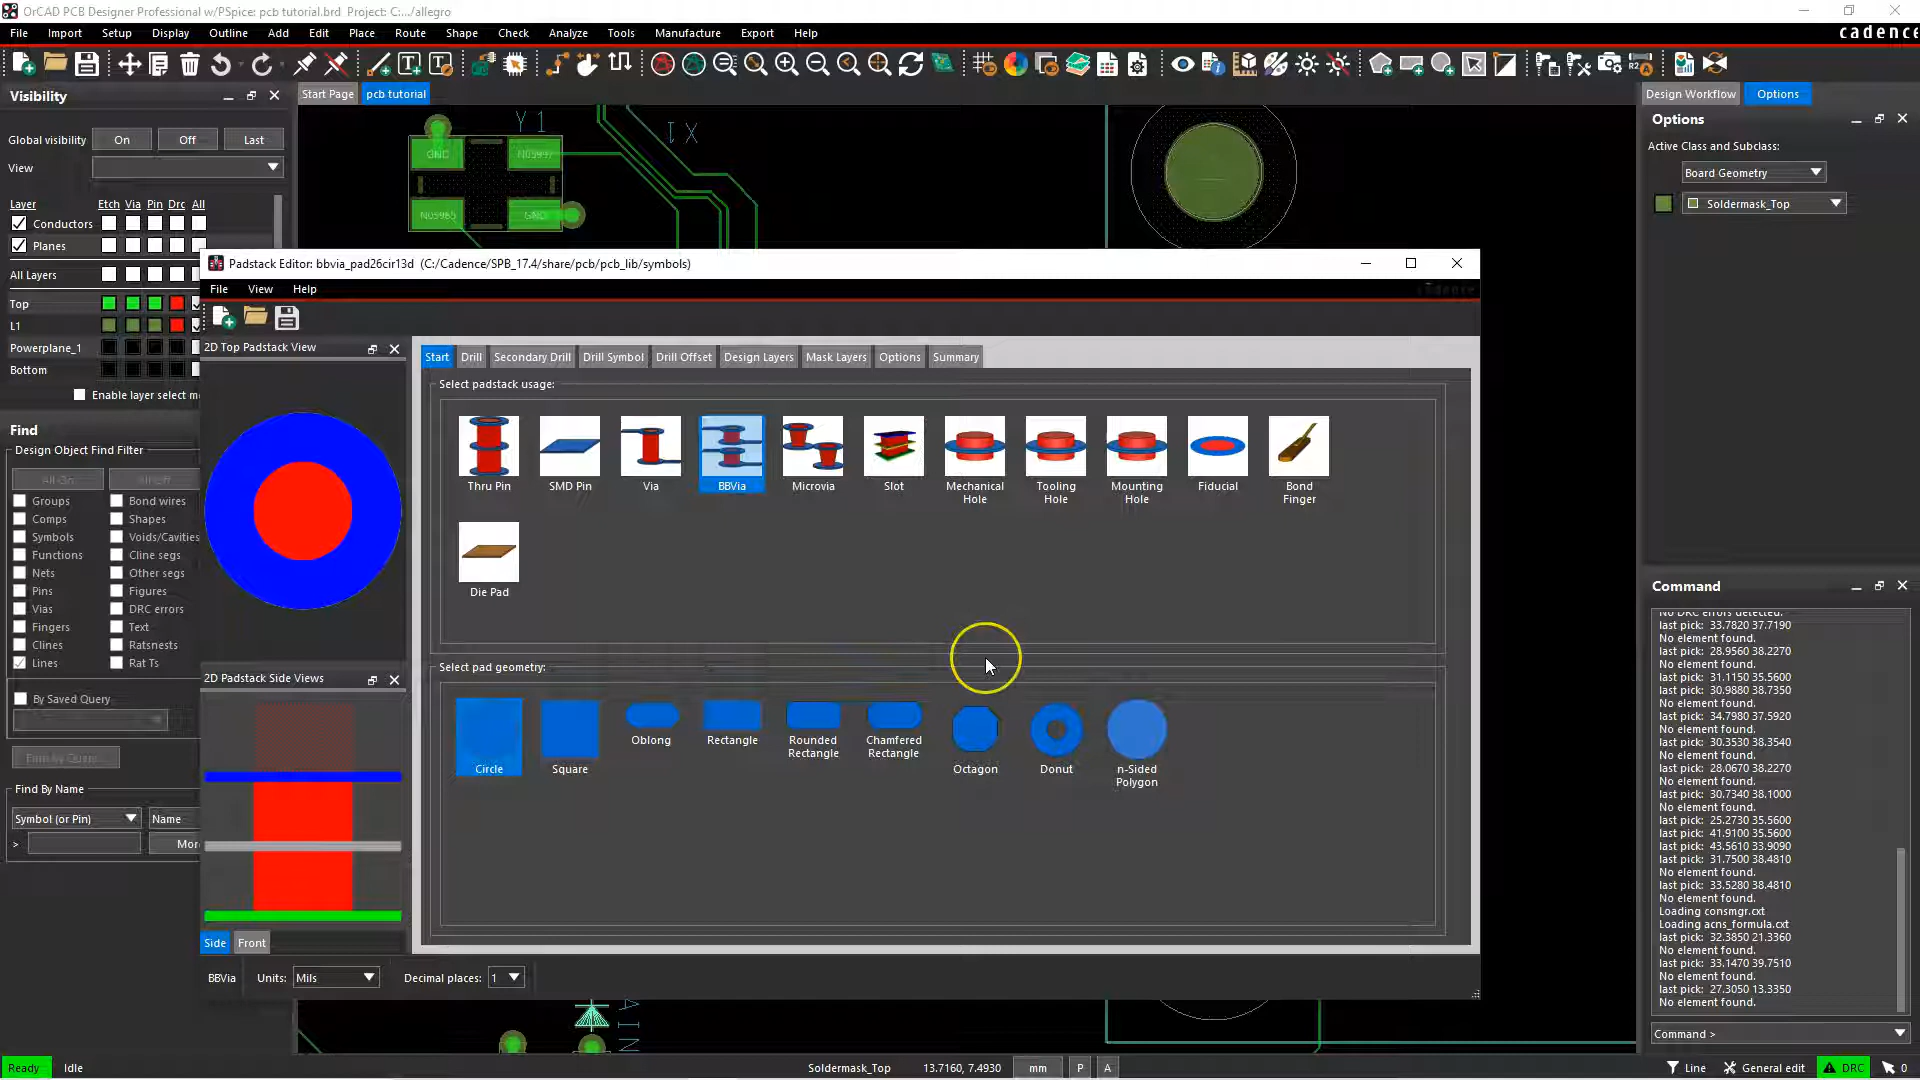 OrCAD PCB Designer Professional w/PSpice: pcb tutorial.brd  Project: C:.../allegro
File Import Setup Display Outline Add Edit Place Route Shape Check Analyze Tools Manufacture Export Help
cadence
Visibility
Start Page pcb tutorial
Design Workflow Options
Global visibility On Off Last
View
Layer Etch Via Pin Drc All
Conductors
Planes
All Layers
Top
L1
Powerplane_1
Bottom
Enable layer select m
Find
Design Object Find Filter
All On All Off
Groups Bond wires
Comps Shapes
Symbols Voids/Cavities
Functions Cline segs
Nets Other segs
Pins Figures
Vias DRC errors
Fingers Text
Clines Ratsnests
Lines Rat Ts
By Saved Query
Find by Query...
Find By Name
Symbol (or Pin) Name
> Mor
Y1
X1
GNC
N05985
Padstack Editor: bbvia_pad26cir13d  (C:/Cadence/SPB_17.4/share/pcb/pcb_lib/symbols)
File View Help
cadence
2D Top Padstack View
Start Drill Secondary Drill Drill Symbol Drill Offset Design Layers Mask Layers Options Summary
Select padstack usage:
Thru Pin SMD Pin Via BBVia Microvia Slot Mechanical Hole Tooling Hole Mounting Hole Fiducial Bond Finger
Die Pad
2D Padstack Side Views
Select pad geometry:
Circle Square Oblong Rectangle Rounded Rectangle Chamfered Rectangle Octagon Donut n-Sided Polygon
Side Front
BBVia Units: Mils Decimal places: 1
Options
Active Class and Subclass:
Board Geometry
Soldermask_Top
Command
No DRC errors detected.
last pick:  33.7820 37.7190
No element found.
last pick:  28.9560 38.2270
No element found.
last pick:  31.1150 35.5600
last pick:  30.9880 38.7350
No element found.
last pick:  34.7980 37.5920
No element found.
last pick:  30.3530 38.3540
No element found.
last pick:  28.0670 38.2270
No element found.
last pick:  30.7340 38.1000
No element found.
last pick:  25.2730 35.5600
last pick:  41.9100 35.5600
last pick:  43.5610 33.9090
last pick:  31.7500 38.4810
No element found.
last pick:  33.5280 38.4810
No element found.
Loading consmgr.cxt
Loading acns_formula.cxt
last pick:  32.3850 21.3360
No element found.
last pick:  33.1470 39.7510
No element found.
last pick:  27.3050 13.3350
No element found.
Command >
Ready Idle Soldermask_Top 13.7160, 7.4930 mm P A Line General edit DRC 0